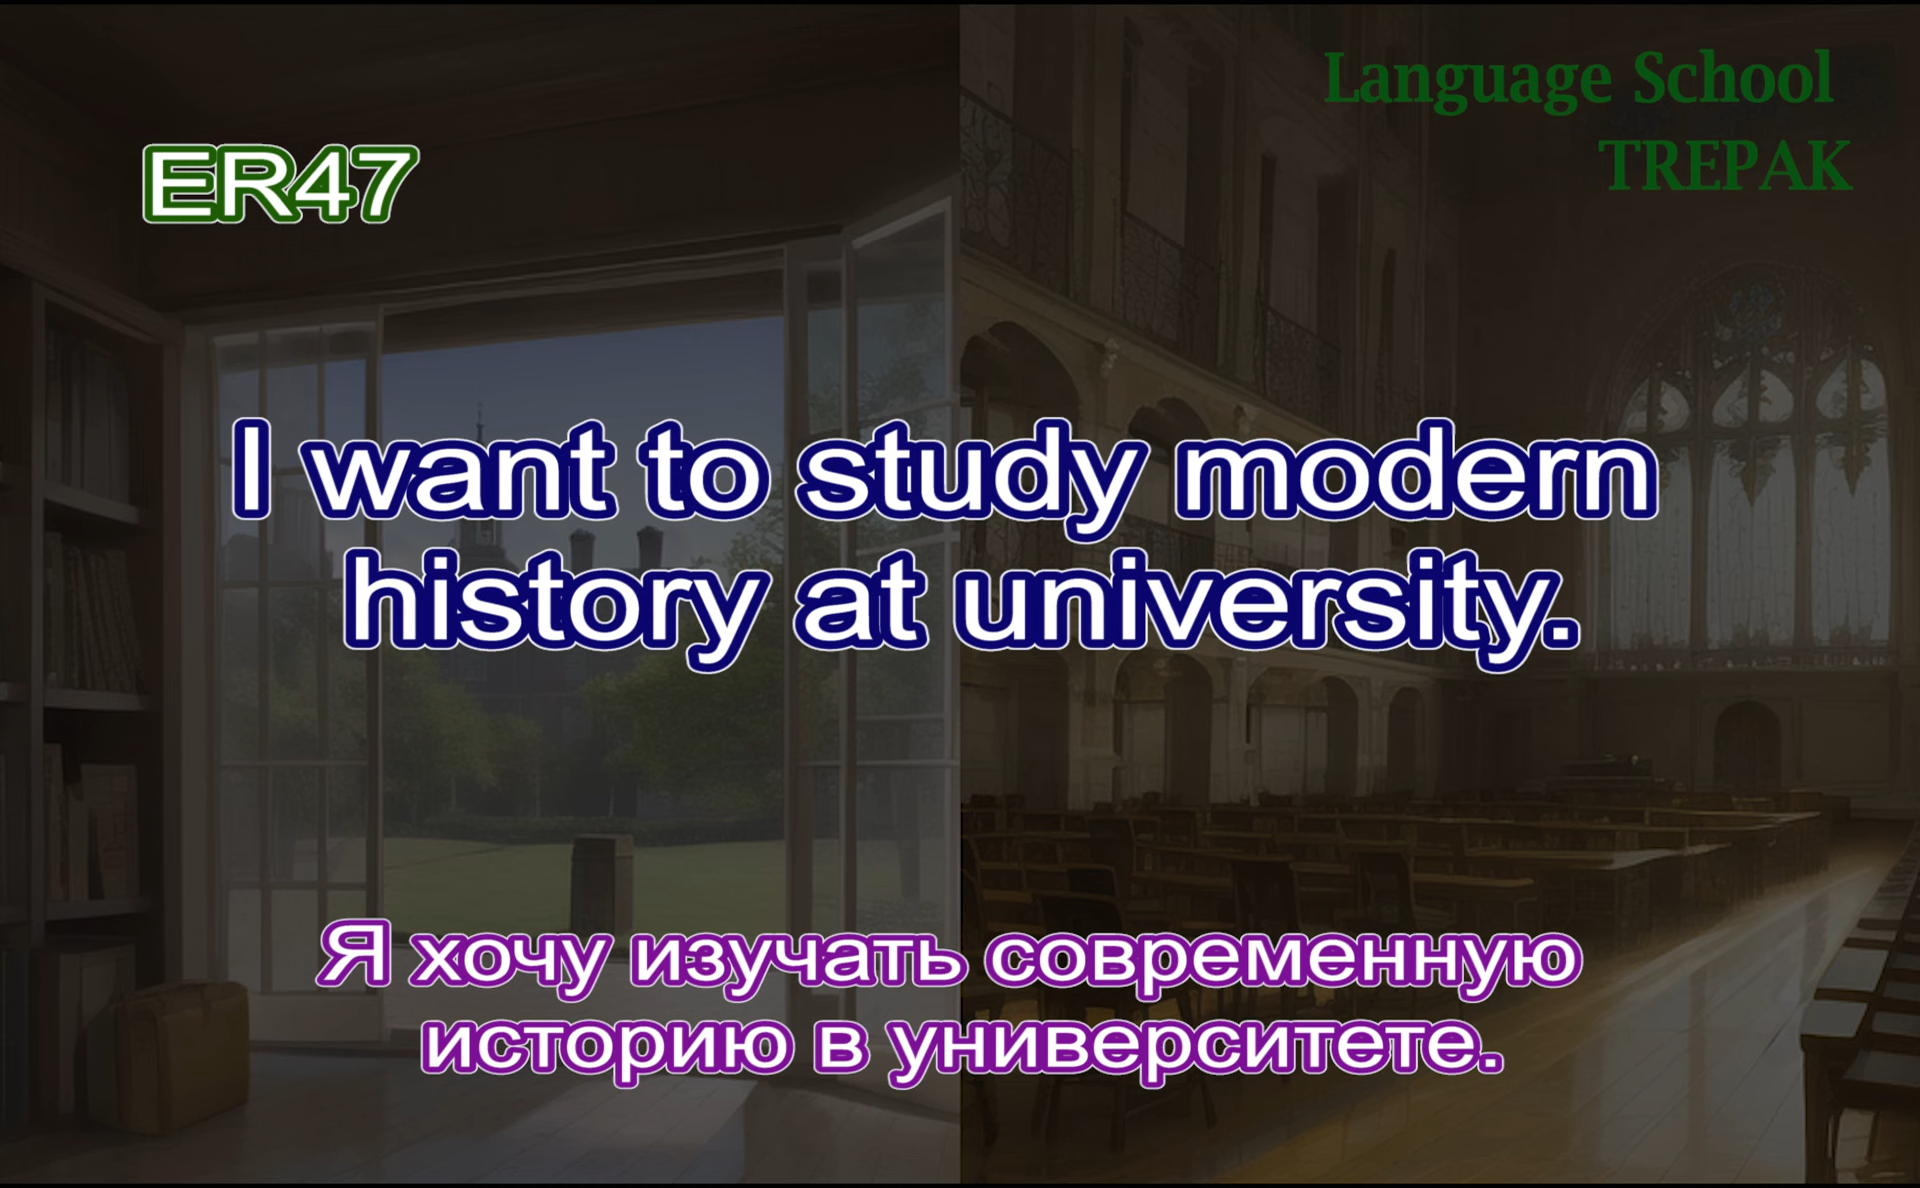 Language School
TREPAK
ER47
I want to study modern
history at university.
Я хочу изучать современную
историю в университете.